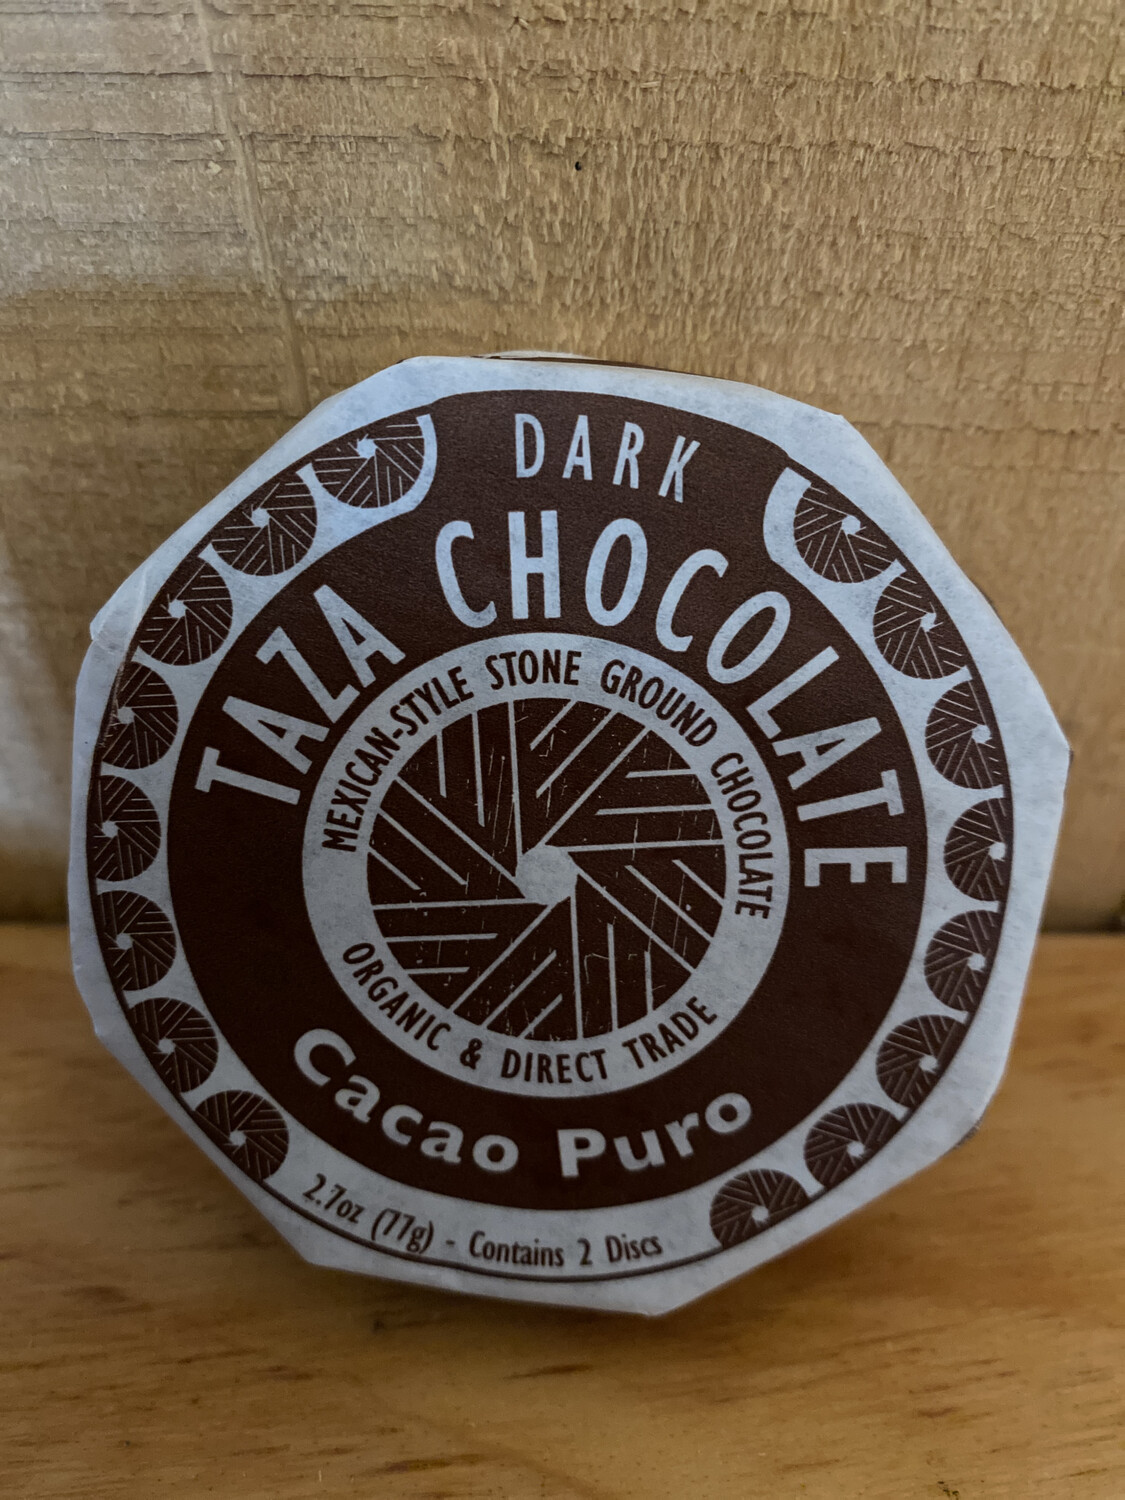 DARK
TAZA CHOCOLATE
MEXICAN-STYLE STONE GROUND CHOCOLATE
ORGANIC & DIRECT TRADE
Cacao Puro
2.7oz (77g) - Contains 2 Discs